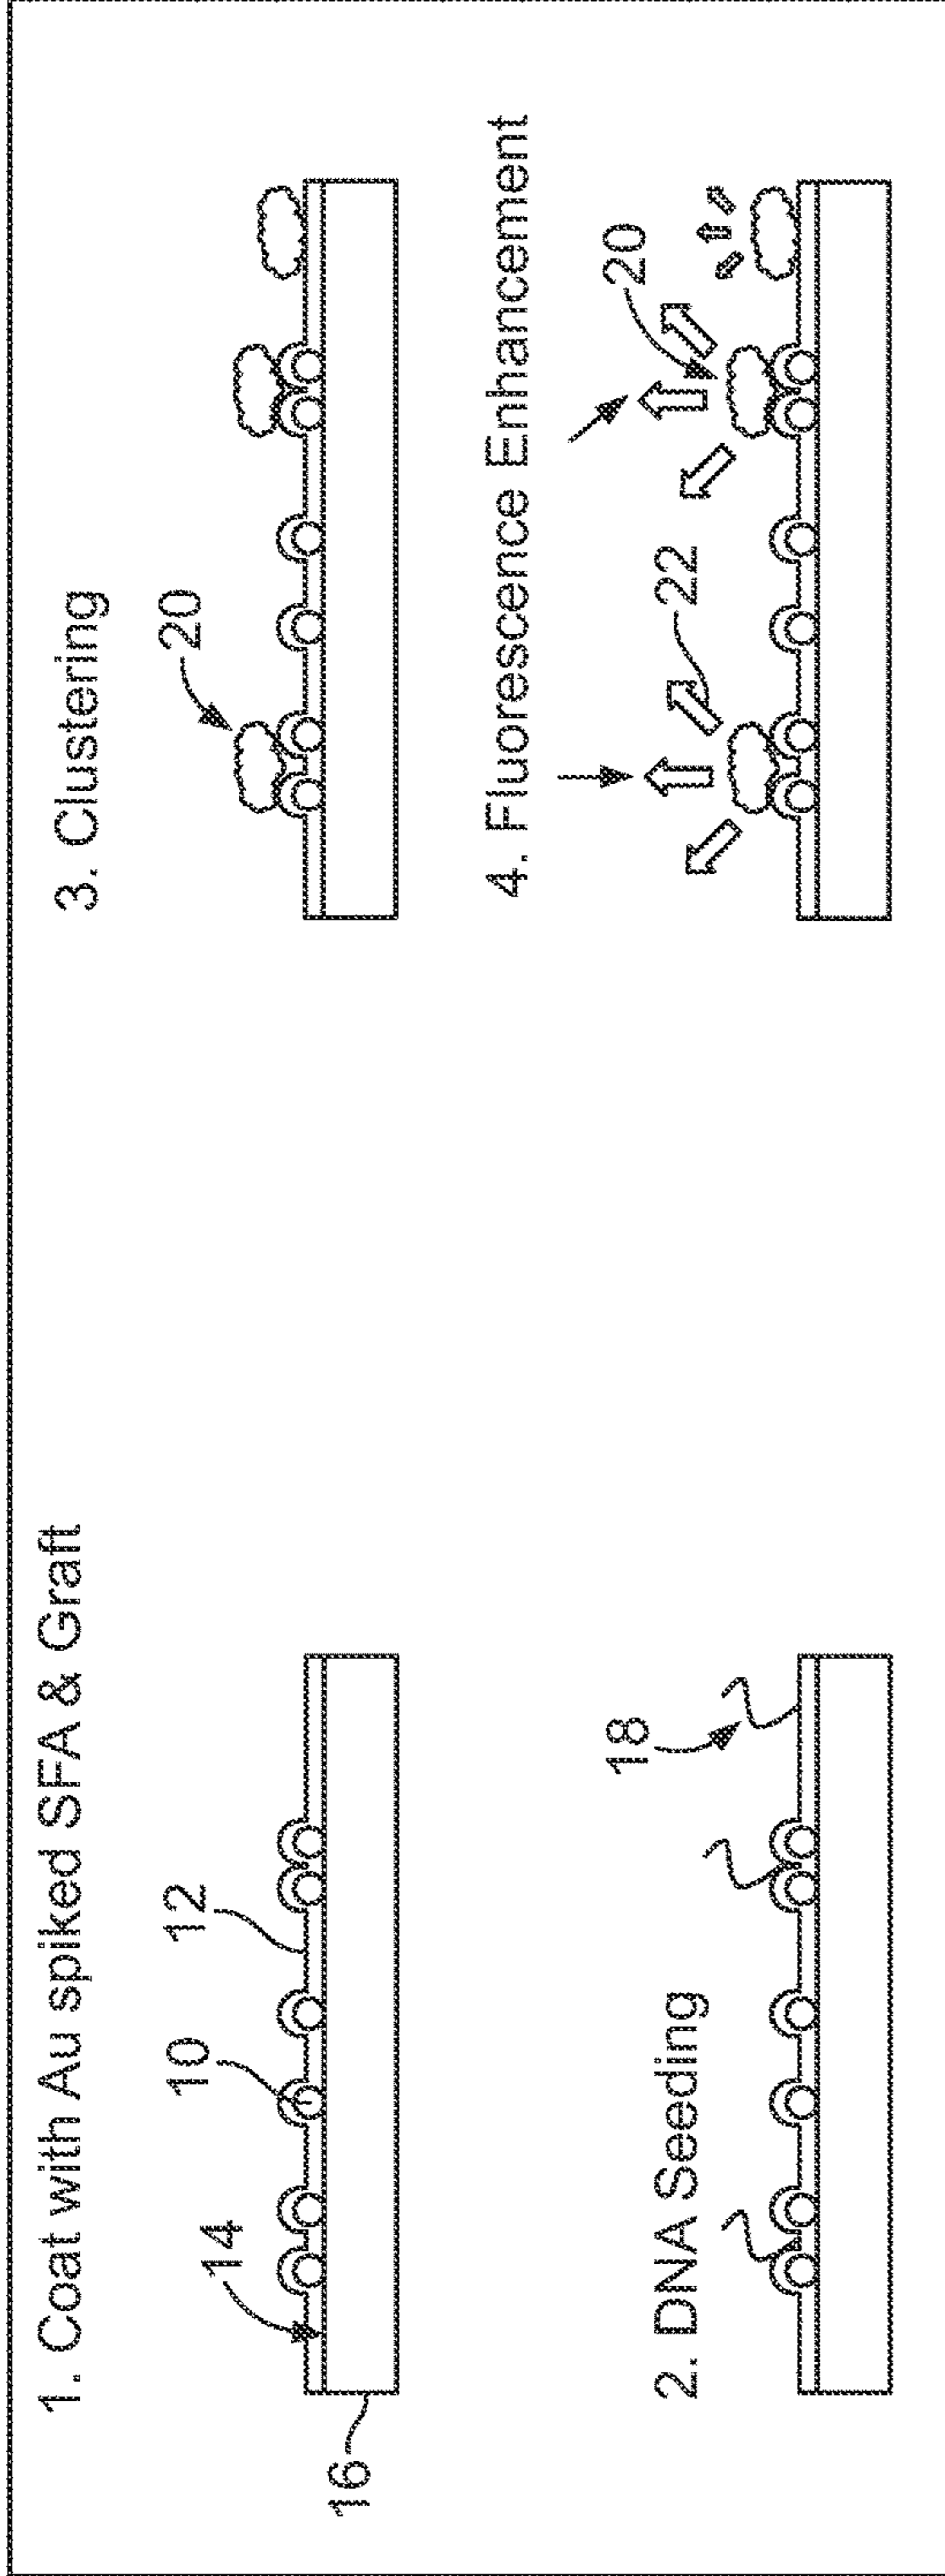 1. Coat with Au spiked SFA & Graft
14
10
12
16
2. DNA Seeding
18
3. Clustering
20
4. Fluorescence Enhancement
22
20